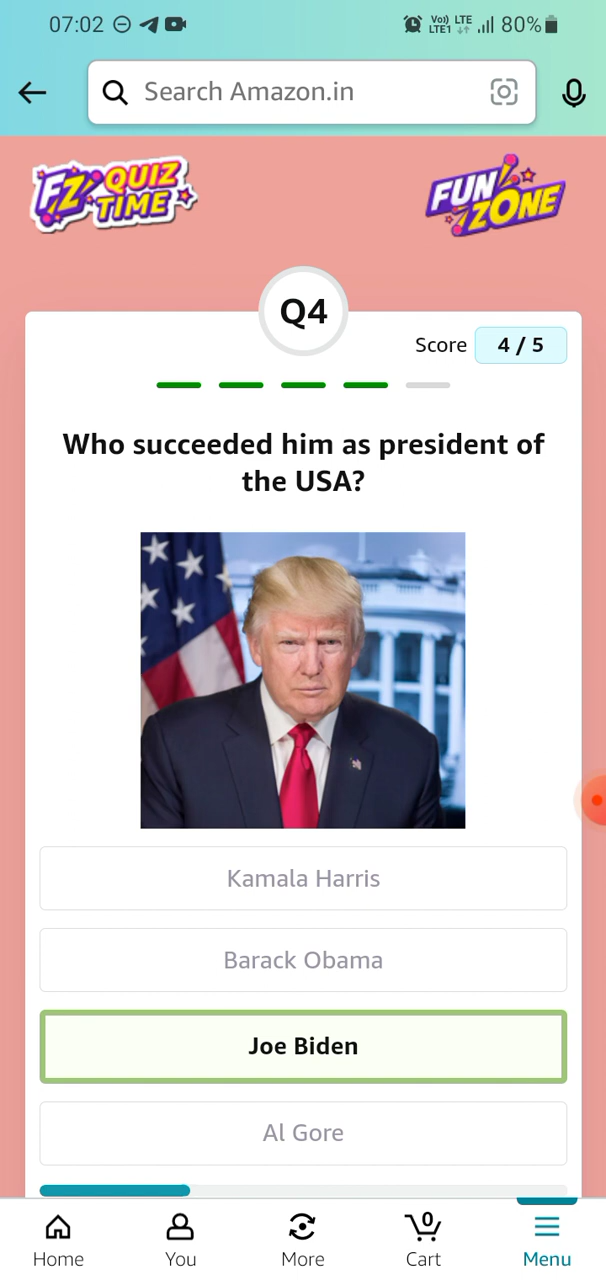 07:02 Vo) LTE LTE1 80%
Search Amazon.in
FZ QUIZ TIME
FUN ZONE
Q4
Score 4 / 5
Who succeeded him as president of
the USA?
Kamala Harris
Barack Obama
Joe Biden
Al Gore
0
Home You More Cart Menu